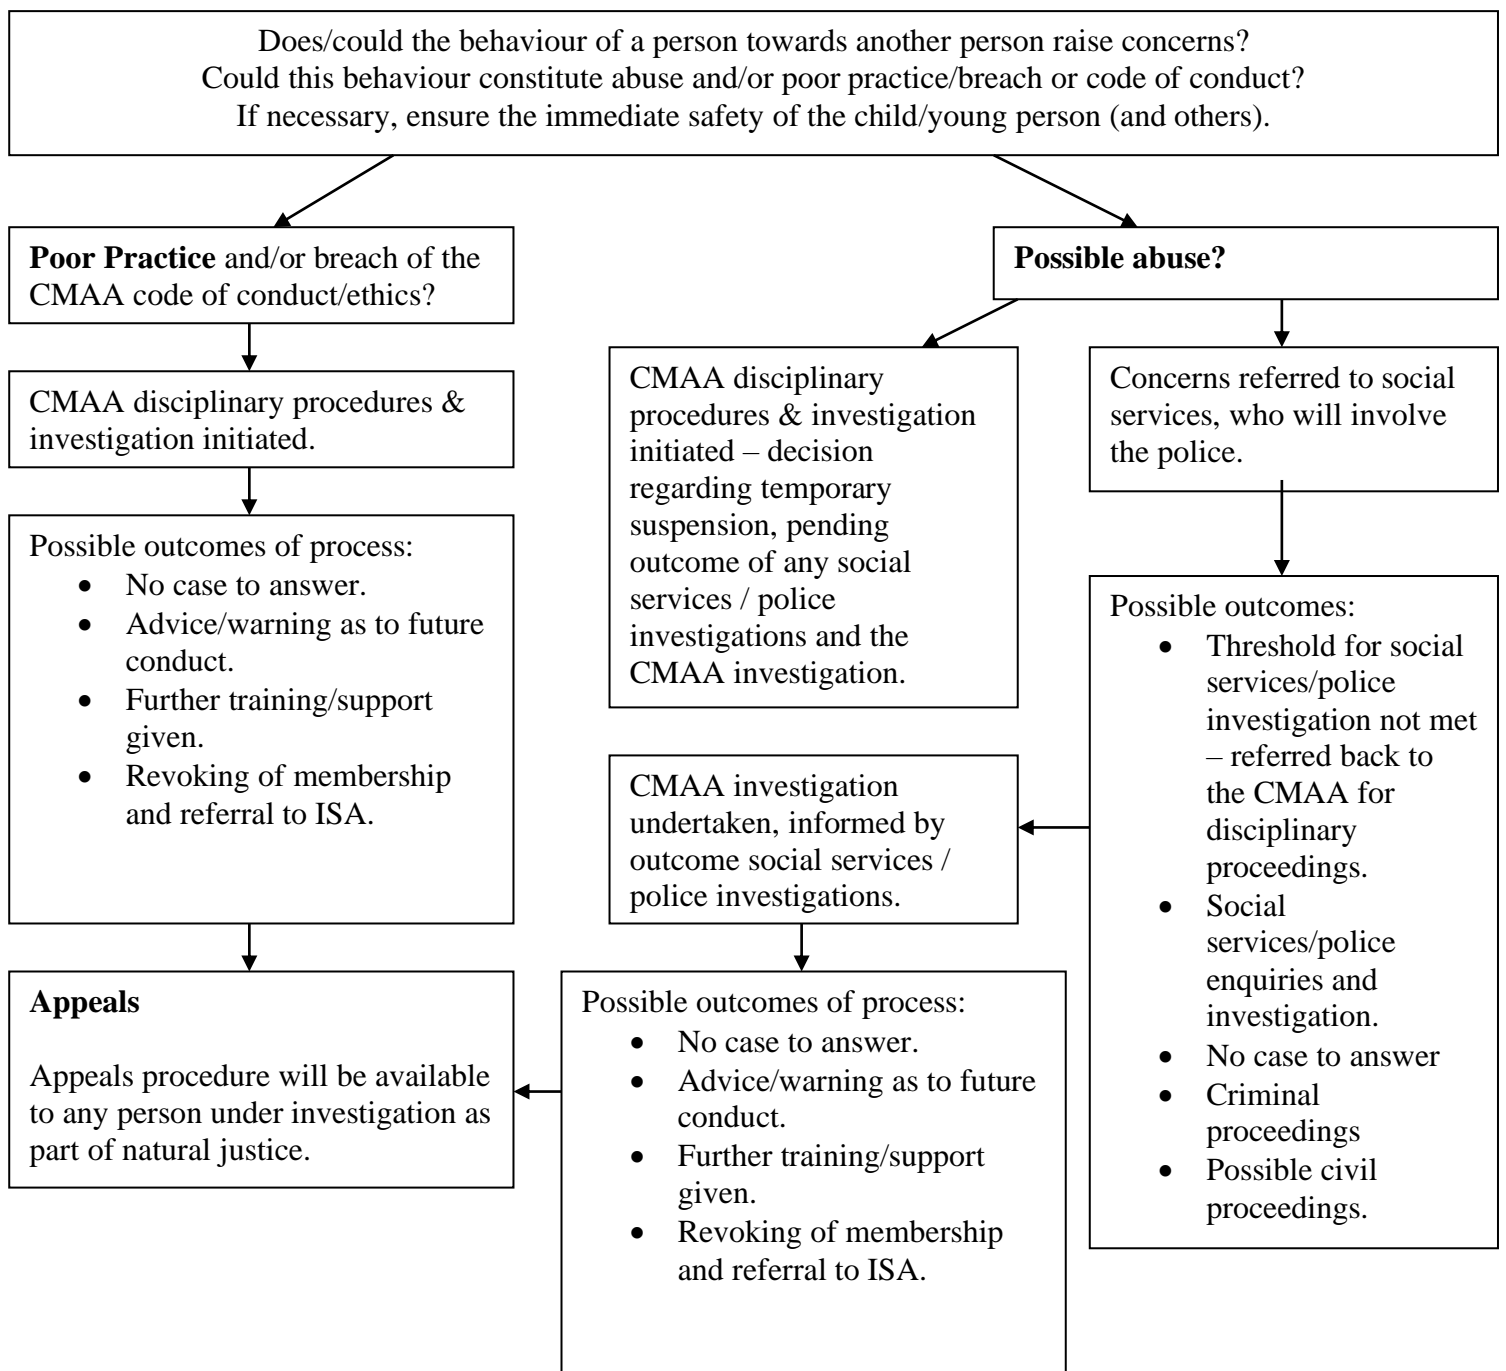 Does/could the behaviour of a person towards another person raise concerns?
Could this behaviour constitute abuse and/or poor practice/breach or code of conduct?
If necessary, ensure the immediate safety of the child/young person (and others).
Poor Practice and/or breach of the
CMAA code of conduct/ethics?
CMAA disciplinary procedures &
investigation initiated.
Possible outcomes of process:
• No case to answer.
• Advice/warning as to future
conduct.
• Further training/support
given.
• Revoking of membership
and referral to ISA.
Appeals
Appeals procedure will be available
to any person under investigation as
part of natural justice.
Possible abuse?
CMAA disciplinary
procedures & investigation
initiated – decision
regarding temporary
suspension, pending
outcome of any social
services / police
investigations and the
CMAA investigation.
Concerns referred to social
services, who will involve
the police.
Possible outcomes:
• Threshold for social
services/police
investigation not met
– referred back to
the CMAA for
disciplinary
proceedings.
• Social
services/police
enquiries and
investigation.
• No case to answer
• Criminal
proceedings
• Possible civil
proceedings.
CMAA investigation
undertaken, informed by
outcome social services /
police investigations.
Possible outcomes of process:
• No case to answer.
• Advice/warning as to future
conduct.
• Further training/support
given.
• Revoking of membership
and referral to ISA.